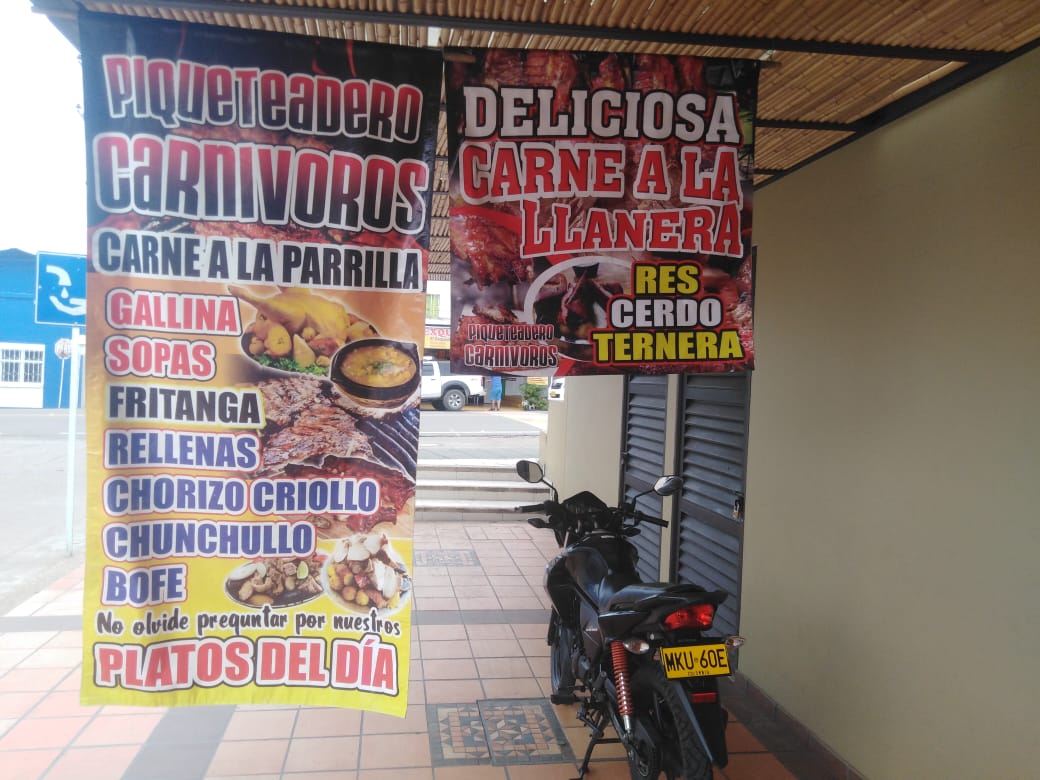 PIQUETEADERO
CARNIVOROS
CARNE A LA PARRILLA
GALLINA
SOPAS
FRITANGA
RELLENAS
CHORIZO CRIOLLO
CHUNCHULLO
BOFE
No olvide preguntar por nuestros
PLATOS DEL DÍA
DELICIOSA
CARNE A LA
LLANERA
RES
CERDO
TERNERA
PIQUETEADERO
CARNIVOROS
MKU 60E
COLOMBIA